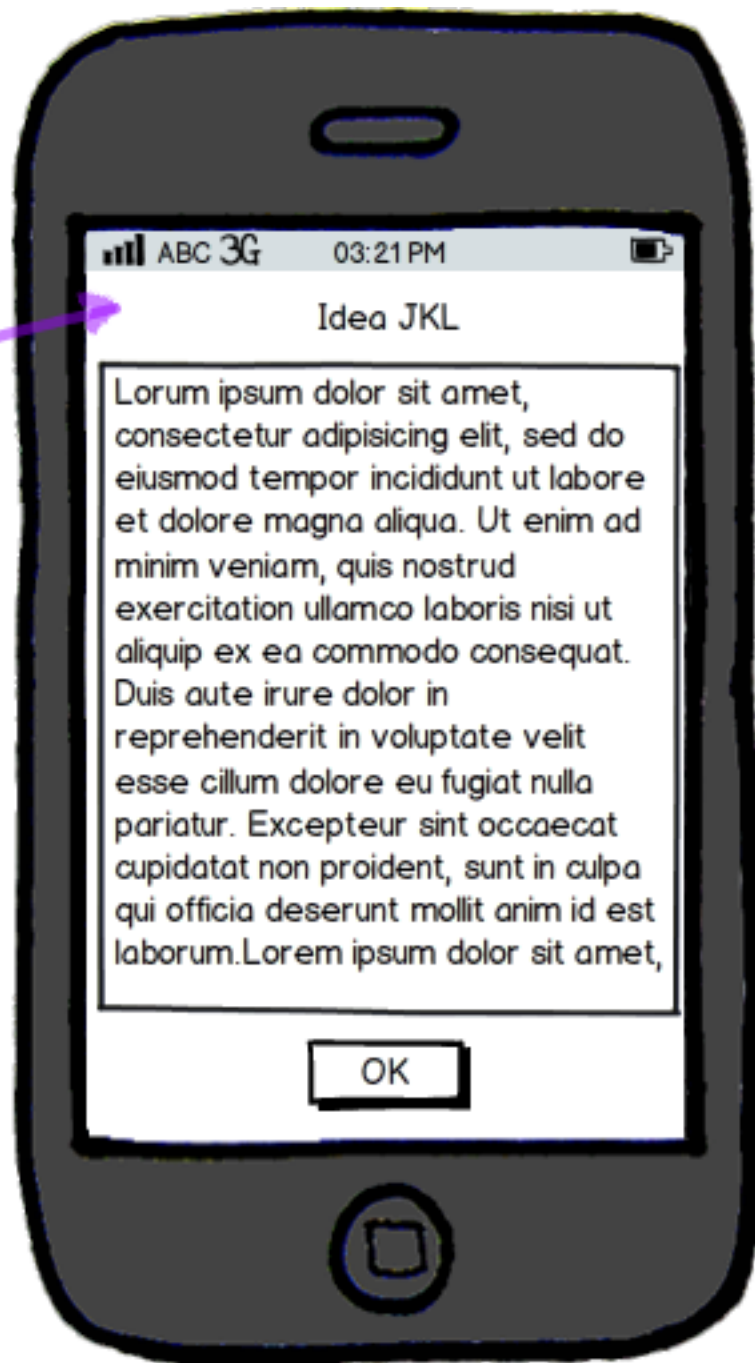 ABC 3G 03:21 PM
Idea JKL
Lorum ipsum dolor sit amet,
consectetur adipisicing elit, sed do
eiusmod tempor incididunt ut labore
et dolore magna aliqua. Ut enim ad
minim veniam, quis nostrud
exercitation ullamco laboris nisi ut
aliquip ex ea commodo consequat.
Duis aute irure dolor in
reprehenderit in voluptate velit
esse cillum dolore eu fugiat nulla
pariatur. Excepteur sint occaecat
cupidatat non proident, sunt in culpa
qui officia deserunt mollit anim id est
laborum.Lorem ipsum dolor sit amet,
OK